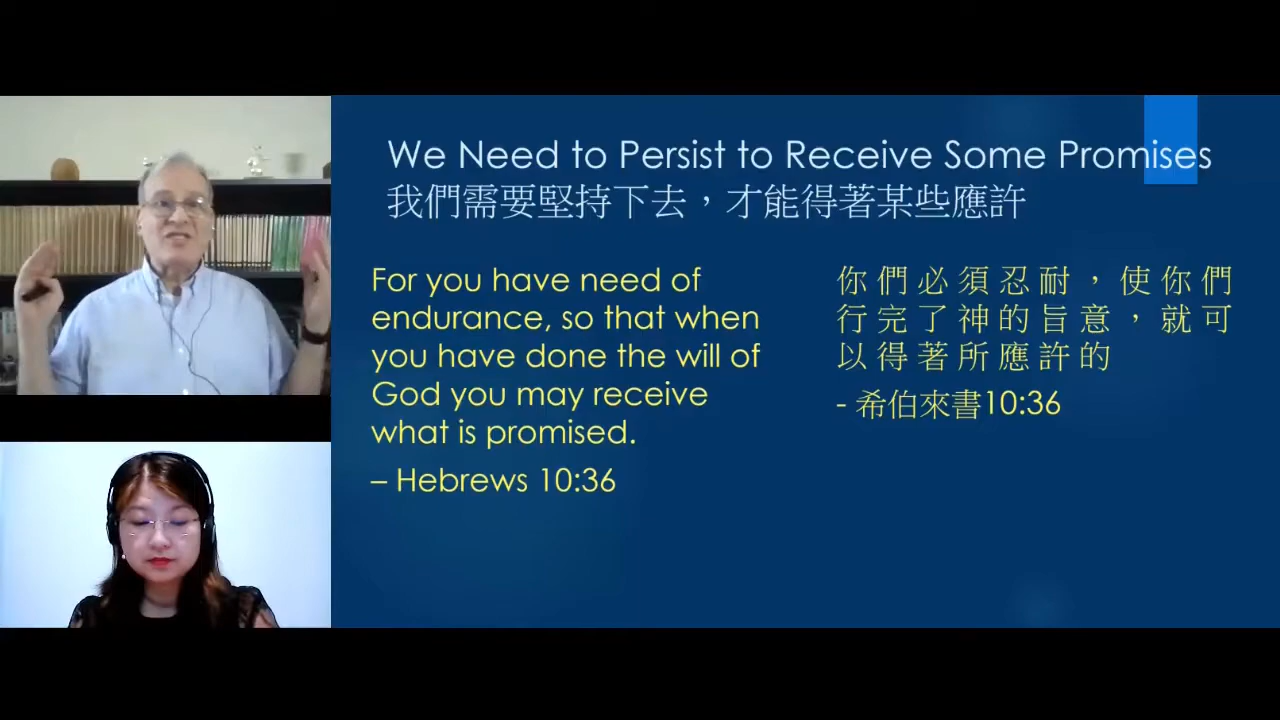 We Need to Persist to Receive Some Promises
我們需要堅持下去，才能得著某些應許
For you have need of
endurance, so that when
you have done the will of
God you may receive
what is promised.
– Hebrews 10:36
你們必須忍耐，使你們
行完了神的旨意，就可
以得著所應許的
- 希伯來書10:36